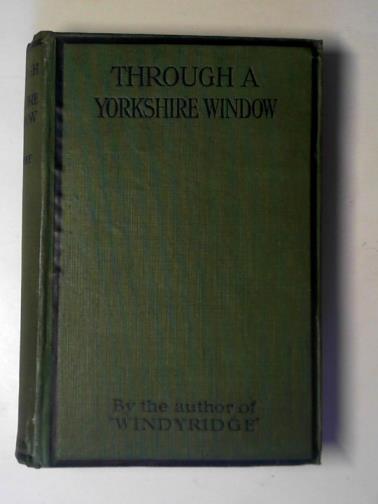 THROUGH A
YORKSHIRE WINDOW
By the author of
"WINDYRIDGE"